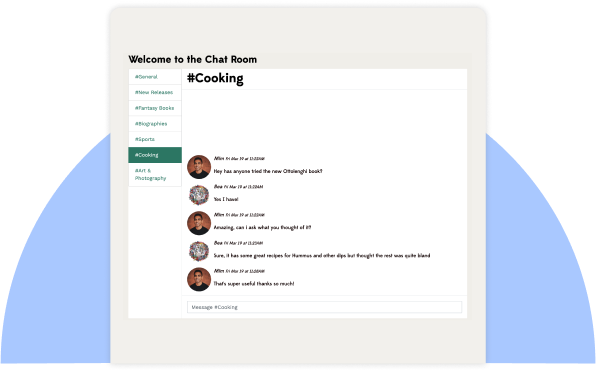 Welcome to the Chat Room
#General
#New Releases
#Fantasy Books
#Biographies
#Sports
#Cooking
#Art &
Photography
#Cooking
Mim Fri Mar 19 at 11:22AM
Hey has anyone tried the new Ottolenghi book?
Bea Fri Mar 19 at 11:22AM
Yes I have!
Mim Fri Mar 19 at 11:22AM
Amazing, can I ask what you thought of it?
Bea Fri Mar 19 at 11:23AM
Sure, it has some great recipes for Hummus and other dips but thought the rest was quite bland
Mim Fri Mar 19 at 11:23AM
That's super useful thanks so much!
Message #Cooking